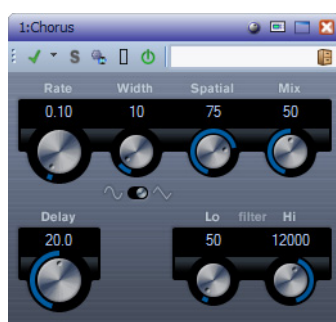 1:Chorus
S
Rate Width Spatial Mix
0.10 10 75 50
Delay Lo filter Hi
20.0 50 12000